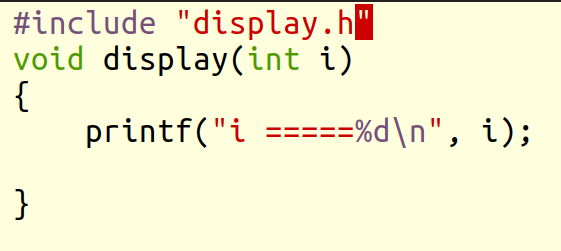 #include "display.h"
void display(int i)
{
    printf("i =====%d\n", i);

}